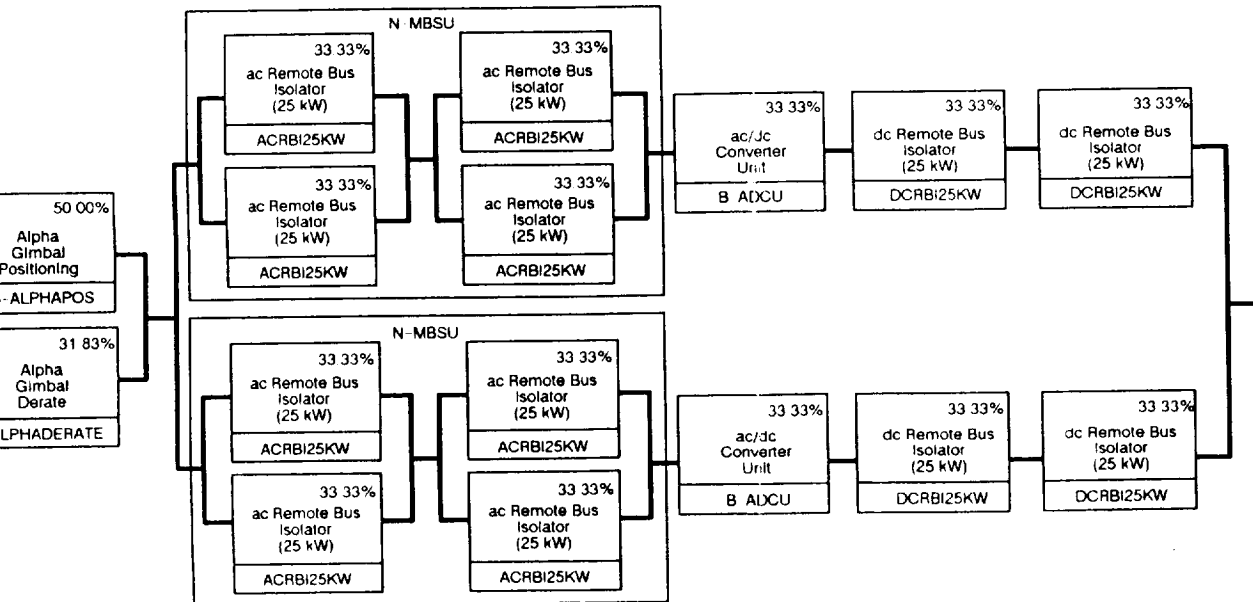 50 00%
Alpha
Gimbal
Positioning
-ALPHAPOS
31 83%
Alpha
Gimbal
Derate
LPHADERATE
N-MBSU
33 33%
ac Remote Bus
Isolator
(25 kW)
ACRBI25KW
33 33%
ac Remote Bus
Isolator
(25 kW)
ACRBI25KW
33 33%
ac Remote Bus
Isolator
(25 kW)
ACRBI25KW
33 33%
ac Remote Bus
Isolator
(25 kW)
ACRBI25KW
33 33%
ac/dc
Converter
Unit
B ADCU
33 33%
dc Remote Bus
Isolator
(25 kW)
DCRBI25KW
33 33%
dc Remote Bus
Isolator
(25 kW)
DCRBI25KW
N-MBSU
33 33%
ac Remote Bus
Isolator
(25 kW)
ACRBI25KW
33 33%
ac Remote Bus
Isolator
(25 kW)
ACRBI25KW
33 33%
ac Remote Bus
Isolator
(25 kW)
ACRBI25KW
33 33%
ac Remote Bus
Isolator
(25 kW)
ACRBI25KW
33 33%
ac/dc
Converter
Unit
B ADCU
33 33%
dc Remote Bus
Isolator
(25 kW)
DCRBI25KW
33 33%
dc Remote Bus
Isolator
(25 kW)
DCRBI25KW